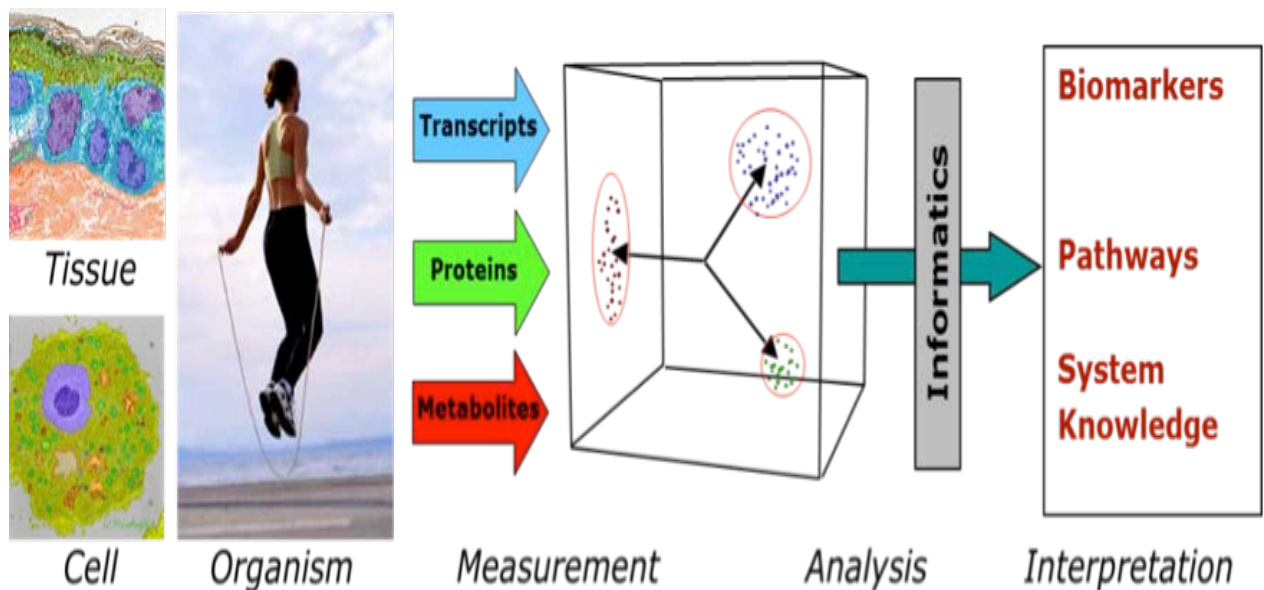 Tissue
Cell
Organism
Transcripts
Proteins
Metabolites
Measurement
Informatics
Analysis
Biomarkers
Pathways
System
Knowledge
Interpretation